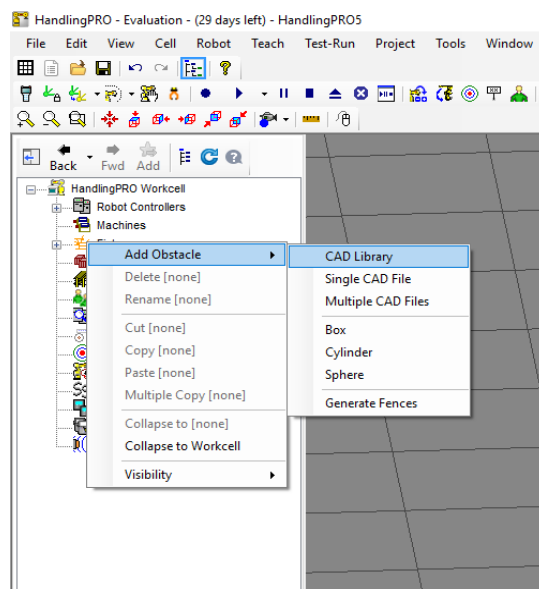 HandlingPRO - Evaluation - (29 days left) - HandlingPRO5
File Edit View Cell Robot Teach Test-Run Project Tools Window
Back Fwd Add
HandlingPRO Workcell
Robot Controllers
Machines
Add Obstacle
Delete [none]
Rename [none]
Cut [none]
Copy [none]
Paste [none]
Multiple Copy [none]
Collapse to [none]
Collapse to Workcell
Visibility
CAD Library
Single CAD File
Multiple CAD Files
Box
Cylinder
Sphere
Generate Fences